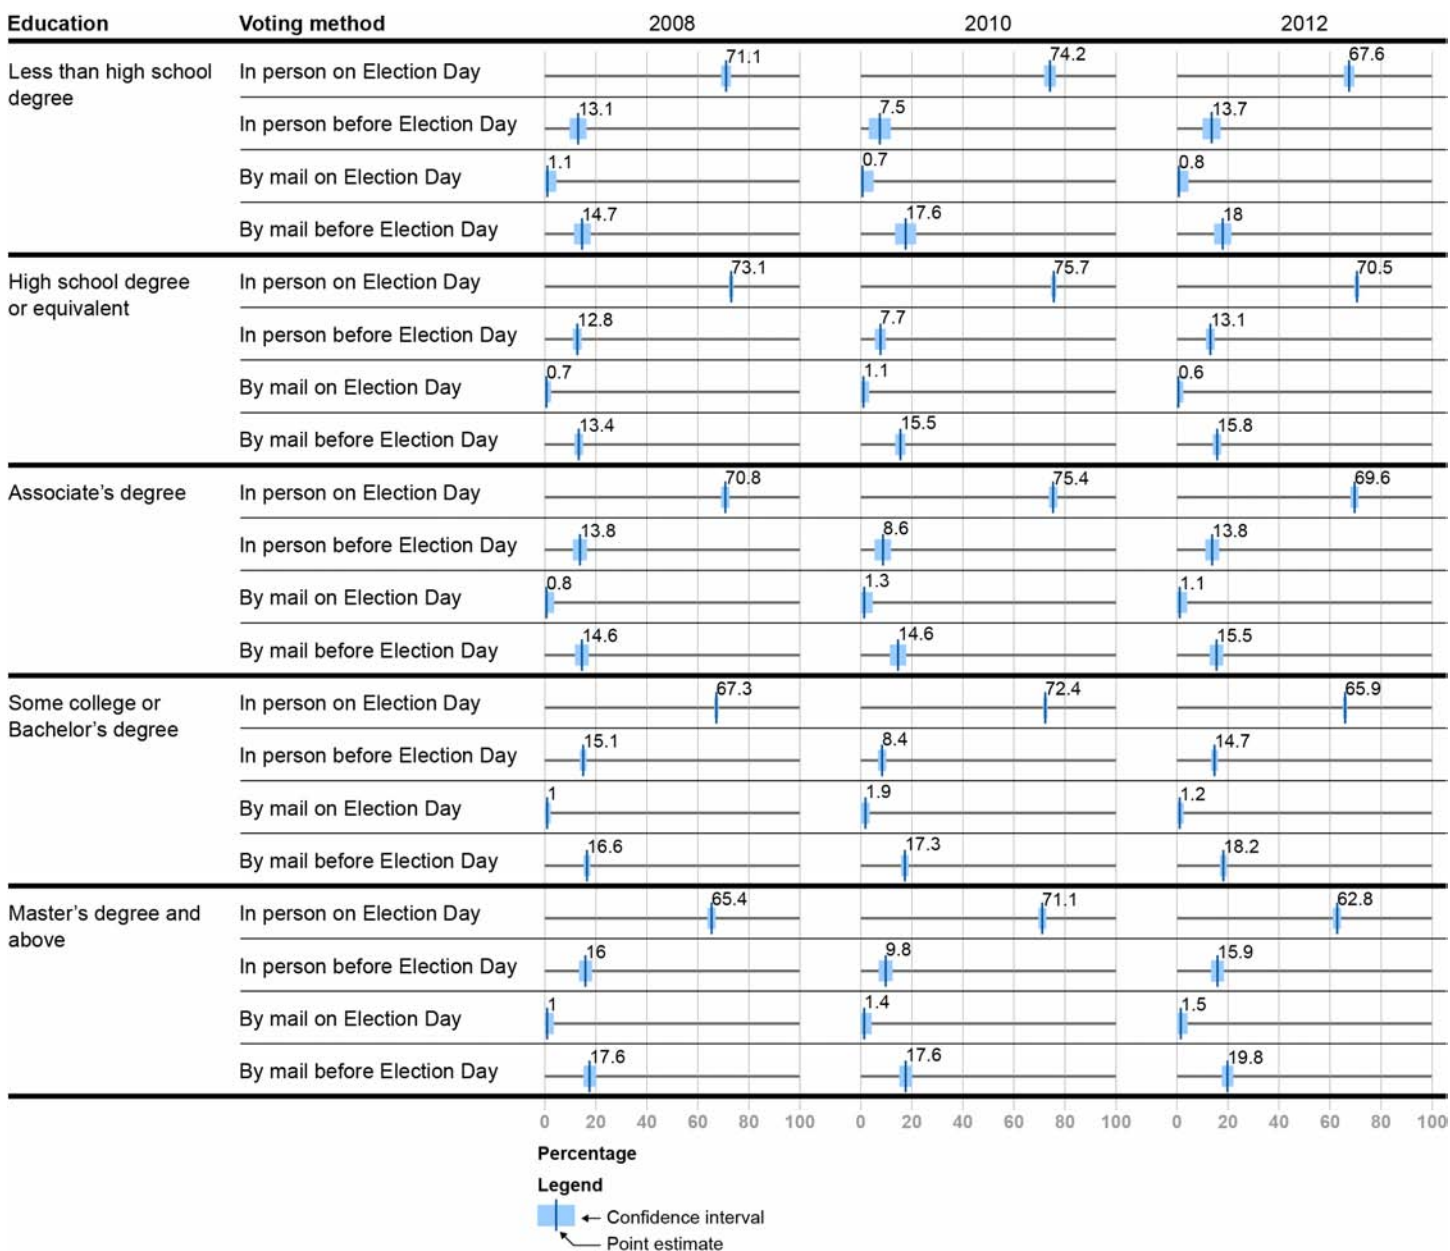 Education Voting method 2008 2010 2012
Less than high school degree
In person on Election Day 71.1 74.2 67.6
In person before Election Day 13.1 7.5 13.7
By mail on Election Day 1.1 0.7 0.8
By mail before Election Day 14.7 17.6 18
High school degree or equivalent
In person on Election Day 73.1 75.7 70.5
In person before Election Day 12.8 7.7 13.1
By mail on Election Day 0.7 1.1 0.6
By mail before Election Day 13.4 15.5 15.8
Associate's degree
In person on Election Day 70.8 75.4 69.6
In person before Election Day 13.8 8.6 13.8
By mail on Election Day 0.8 1.3 1.1
By mail before Election Day 14.6 14.6 15.5
Some college or Bachelor's degree
In person on Election Day 67.3 72.4 65.9
In person before Election Day 15.1 8.4 14.7
By mail on Election Day 1 1.9 1.2
By mail before Election Day 16.6 17.3 18.2
Master's degree and above
In person on Election Day 65.4 71.1 62.8
In person before Election Day 16 9.8 15.9
By mail on Election Day 1 1.4 1.5
By mail before Election Day 17.6 17.6 19.8
0 20 40 60 80 100 0 20 40 60 80 100 0 20 40 60 80 100
Percentage
Legend
Confidence interval
Point estimate